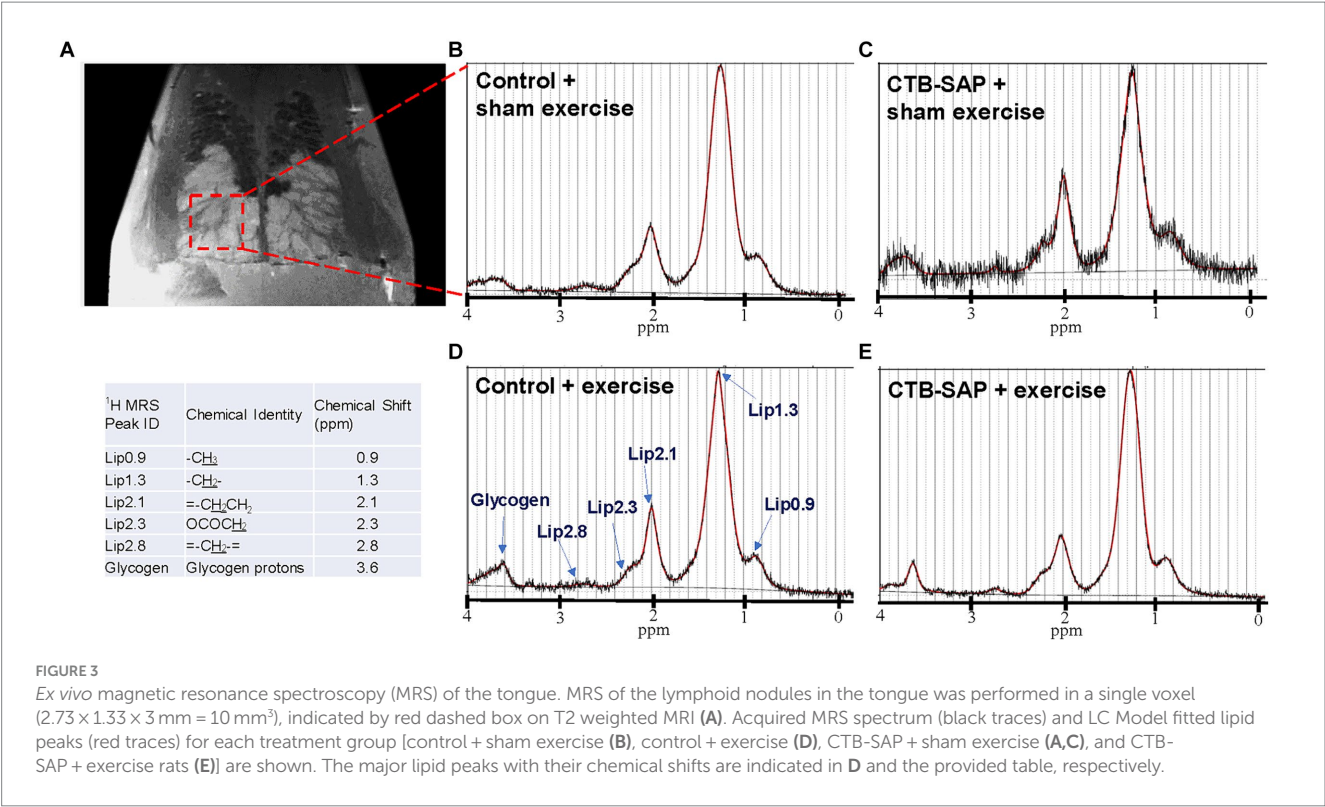 A
B
Control +
sham exercise
4 3 2 1 0
ppm
C
CTB-SAP +
sham exercise
4 3 2 1 0
ppm
¹H MRS Peak ID Chemical Identity Chemical Shift (ppm)
Lip0.9 -CH₃ 0.9
Lip1.3 -CH₂- 1.3
Lip2.1 =-CH₂CH₂ 2.1
Lip2.3 OCOCH₂ 2.3
Lip2.8 =-CH₂-= 2.8
Glycogen Glycogen protons 3.6
D
Control + exercise
Lip1.3
Lip2.1
Glycogen
Lip2.3
Lip0.9
Lip2.8
4 3 2 1 0
ppm
E
CTB-SAP + exercise
4 3 2 1 0
ppm
FIGURE 3
Ex vivo magnetic resonance spectroscopy (MRS) of the tongue. MRS of the lymphoid nodules in the tongue was performed in a single voxel
(2.73 × 1.33 × 3 mm = 10 mm³), indicated by red dashed box on T2 weighted MRI (A). Acquired MRS spectrum (black traces) and LC Model fitted lipid
peaks (red traces) for each treatment group [control + sham exercise (B), control + exercise (D), CTB-SAP + sham exercise (A,C), and CTB-
SAP + exercise rats (E)] are shown. The major lipid peaks with their chemical shifts are indicated in D and the provided table, respectively.